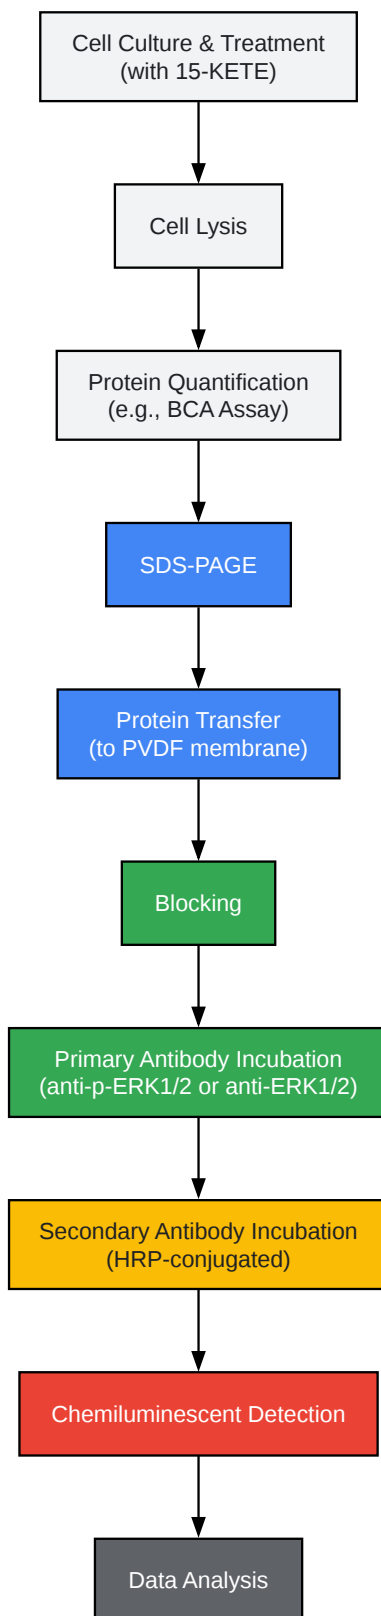 Cell Culture & Treatment
(with 15-KETE)
Cell Lysis
Protein Quantification
(e.g., BCA Assay)
SDS-PAGE
Protein Transfer
(to PVDF membrane)
Blocking
Primary Antibody Incubation
(anti-p-ERK1/2 or anti-ERK1/2)
Secondary Antibody Incubation
(HRP-conjugated)
Chemiluminescent Detection
Data Analysis